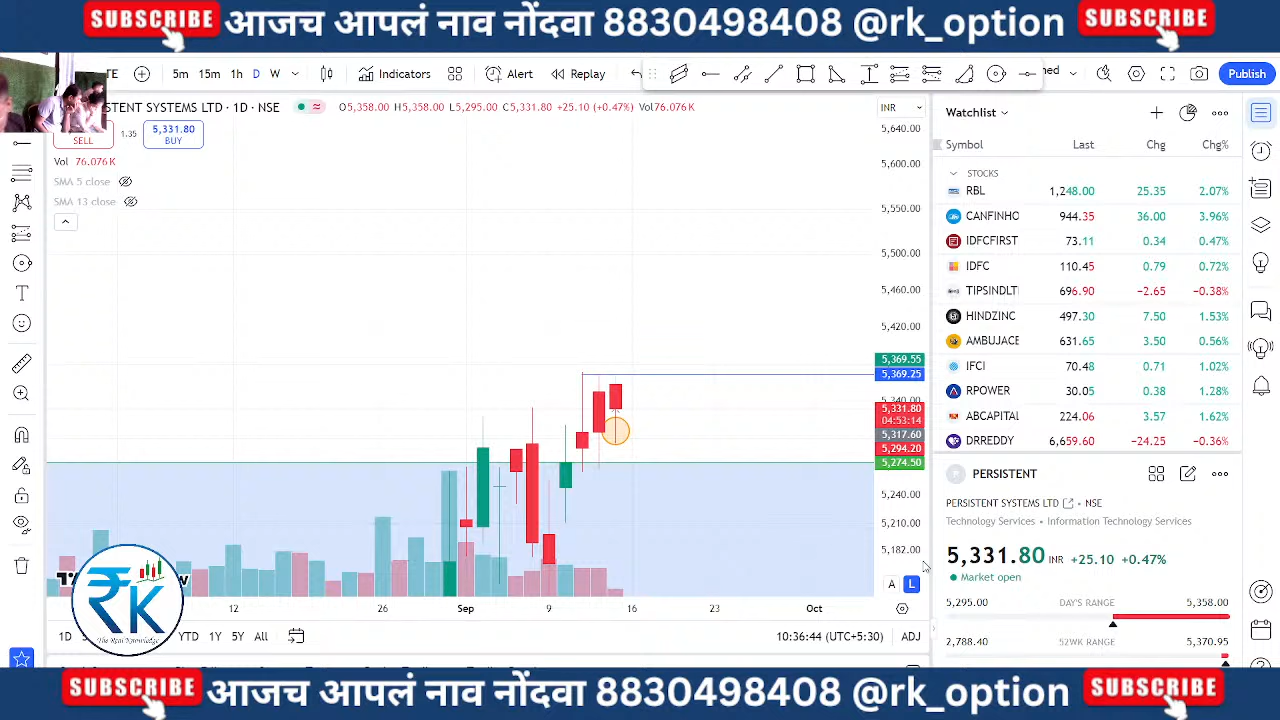 SUBSCRIBE आजच आपलं नाव नोंदवा 8830498408 @rk_option SUBSCRIBE
TE 5m 15m 1h D W Indicators Alert Replay Publish
STENT SYSTEMS LTD · 1D · NSE O5,358.00 H5,358.00 L5,295.00 C5,331.80 +25.10 (+0.47%) Vol76.076K INR
SELL 1.35 5,331.80 BUY
Vol 76.076K
SMA 5 close
SMA 13 close
5,640.00
5,600.00
5,550.00
5,500.00
5,460.00
5,420.00
5,369.55
5,369.25
5,340.00
5,331.80
04:53:14
5,317.60
5,294.20
5,274.50
5,240.00
5,210.00
5,182.00
A L
12 26 Sep 9 16 23 Oct
1D YTD 1Y 5Y All 10:36:44 (UTC+5:30) ADJ
₹K
The Real Knowledge
Watchlist
Symbol Last Chg Chg%
STOCKS
RBL 1,248.00 25.35 2.07%
CANFINHO 944.35 36.00 3.96%
IDFCFIRST 73.11 0.34 0.47%
IDFC 110.45 0.79 0.72%
TIPSINDLT 696.90 −2.65 −0.38%
HINDZINC 497.30 7.50 1.53%
AMBUJACE 631.65 3.50 0.56%
IFCI 70.48 0.71 1.02%
RPOWER 30.05 0.38 1.28%
ABCAPITAL 224.06 3.57 1.62%
DRREDDY 6,659.60 −24.25 −0.36%
PERSISTENT
PERSISTENT SYSTEMS LTD · NSE
Technology Services · Information Technology Services
5,331.80 INR +25.10 +0.47%
Market open
5,295.00 DAY'S RANGE 5,358.00
2,788.40 52WK RANGE 5,370.95
SUBSCRIBE आजच आपलं नाव नोंदवा 8830498408 @rk_option SUBSCRIBE